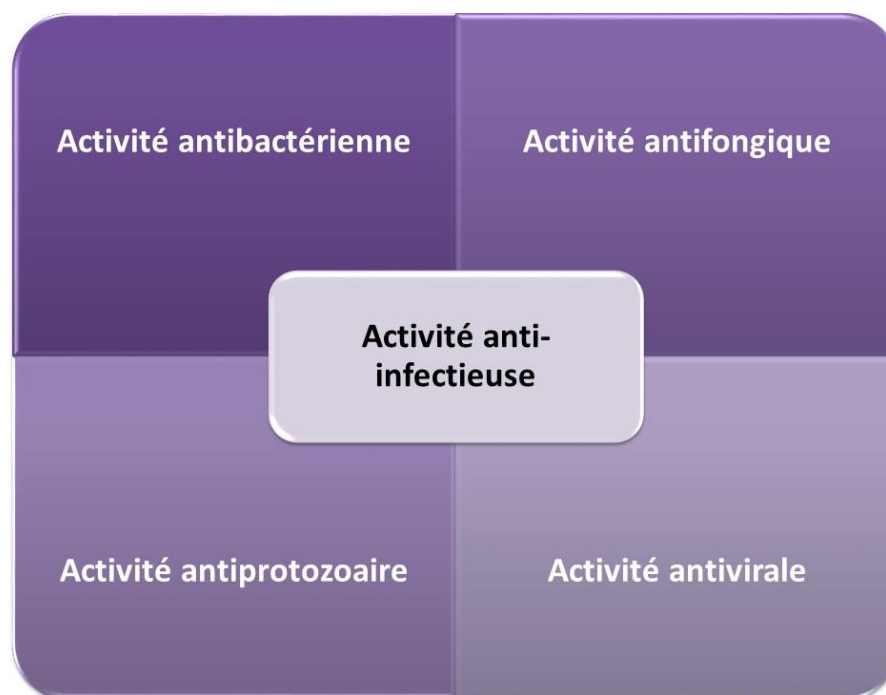 Activité antibactérienne
Activité antifongique
Activité anti-
infectieuse
Activité antiprotozoaire
Activité antivirale